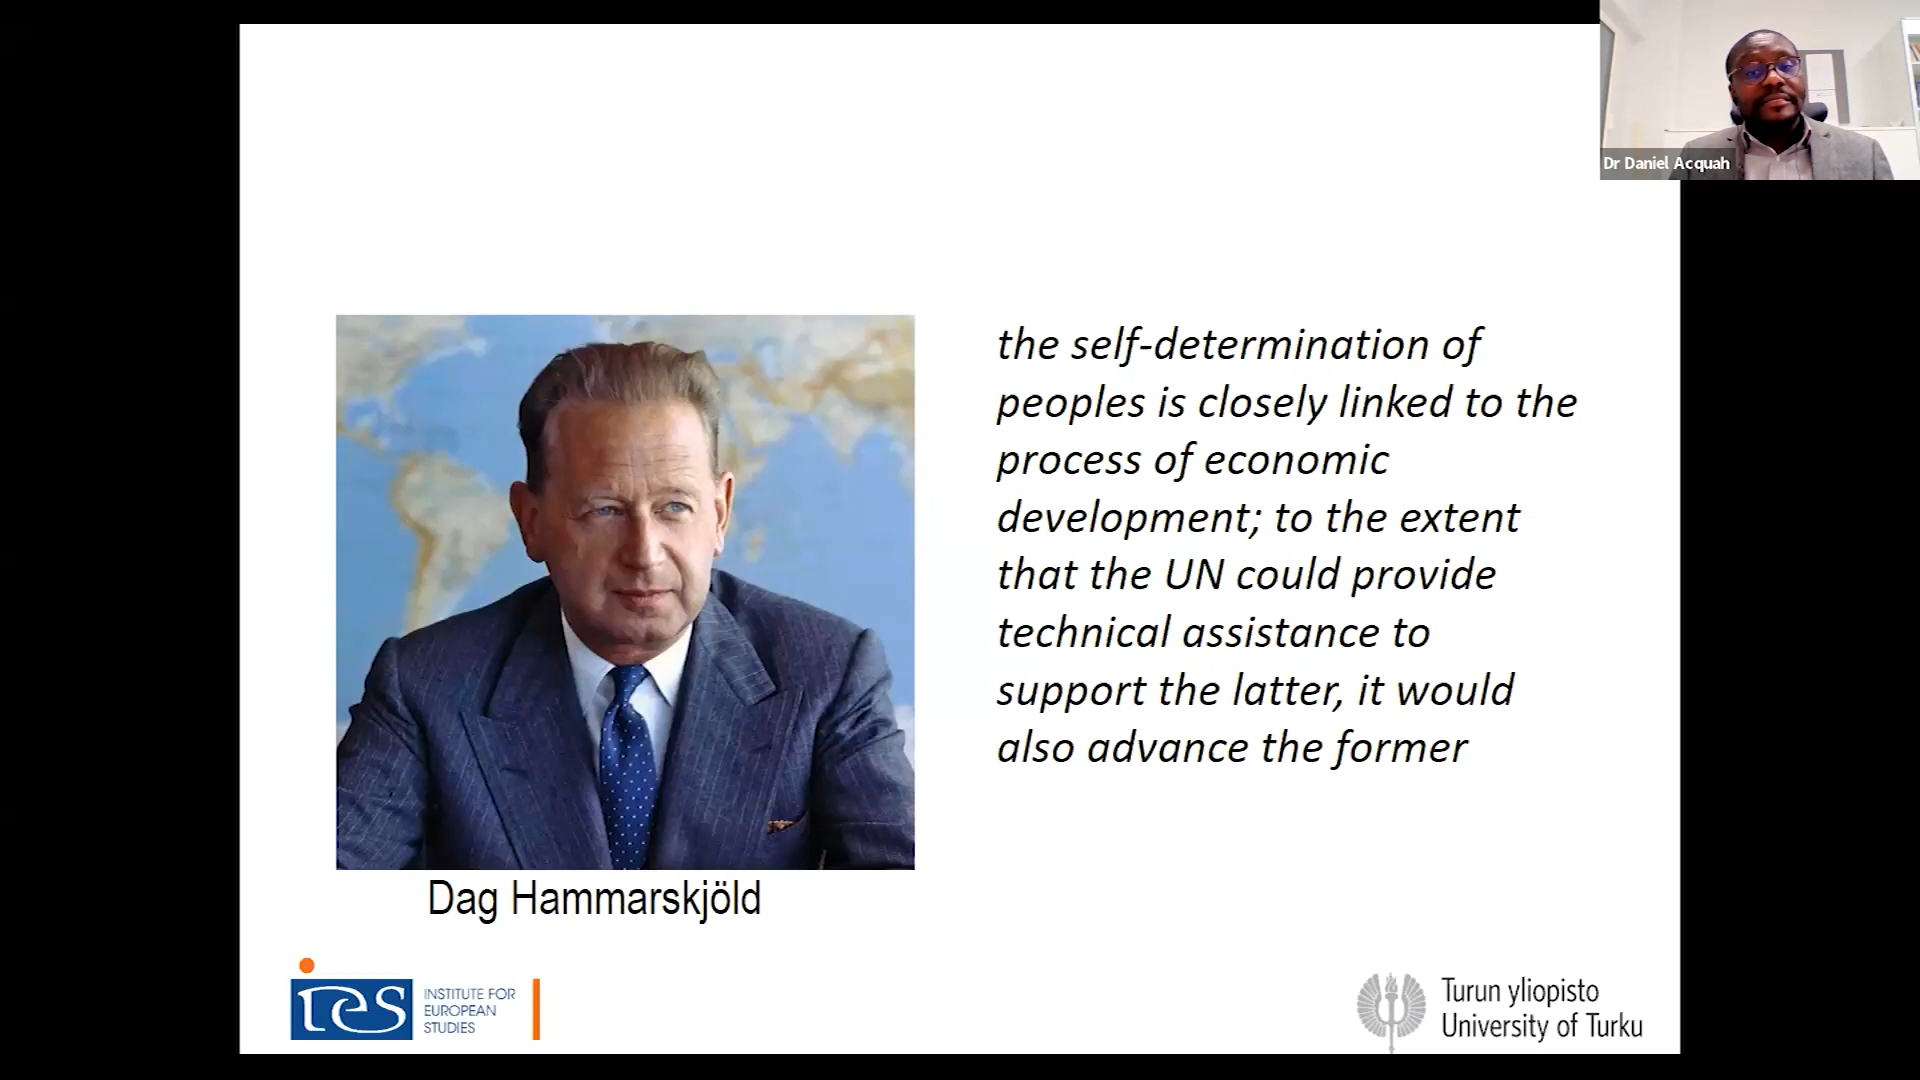 Dr Daniel Acquah
the self-determination of
peoples is closely linked to the
process of economic
development; to the extent
that the UN could provide
technical assistance to
support the latter, it would
also advance the former
Dag Hammarskjöld
ies
INSTITUTE FOR
EUROPEAN
STUDIES
Turun yliopisto
University of Turku